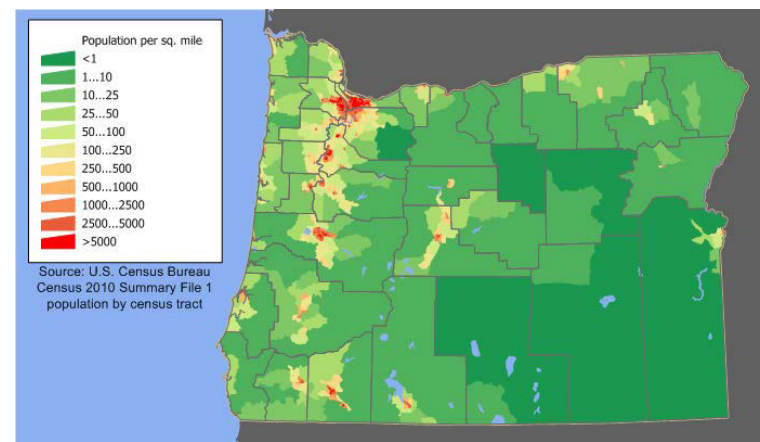 Population per sq. mile
<1
1...10
10...25
25...50
50...100
100...250
250...500
500...1000
1000...2500
2500...5000
>5000
Source: U.S. Census Bureau
Census 2010 Summary File 1
population by census tract